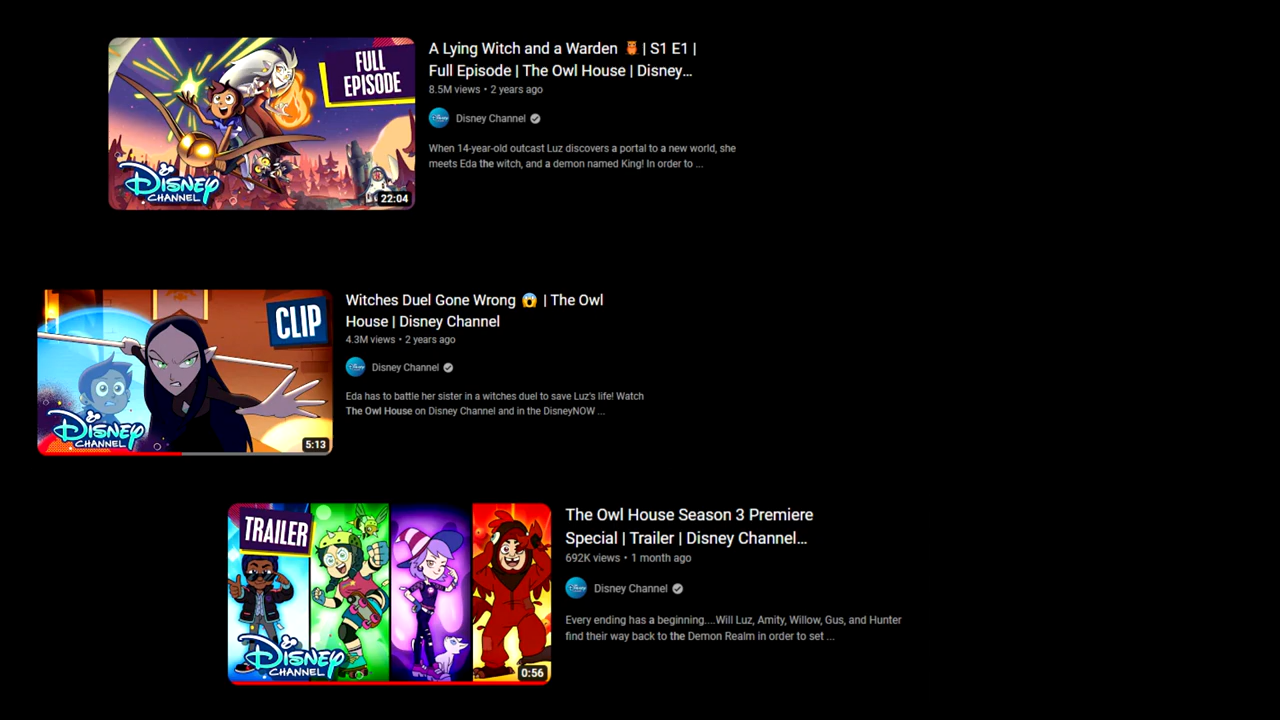 FULL
EPISODE
DISNEY
CHANNEL
22:04
A Lying Witch and a Warden 🦉 | S1 E1 |
Full Episode | The Owl House | Disney...
8.5M views • 2 years ago
Disney Channel
When 14-year-old outcast Luz discovers a portal to a new world, she
meets Eda the witch, and a demon named King! In order to ...
CLIP
DISNEY
CHANNEL
5:13
Witches Duel Gone Wrong 😱 | The Owl
House | Disney Channel
4.3M views • 2 years ago
Disney Channel
Eda has to battle her sister in a witches duel to save Luz's life! Watch
The Owl House on Disney Channel and in the DisneyNOW ...
TRAILER
DISNEY
CHANNEL
0:56
The Owl House Season 3 Premiere
Special | Trailer | Disney Channel...
692K views • 1 month ago
Disney Channel
Every ending has a beginning....Will Luz, Amity, Willow, Gus, and Hunter
find their way back to the Demon Realm in order to set ...